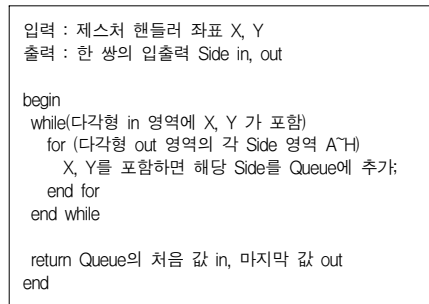 입력 : 제스처 핸들러 좌표 X, Y
출력 : 한 쌍의 입출력 Side in, out
begin
while(다각형 in 영역에 X, Y 가 포함)
for (다각형 out 영역의 각 Side 영역 A~H)
X, Y를 포함하면 해당 Side를 Queue에 추가;
end for
end while
return Queue의 처음 값 in, 마지막 값 out
end